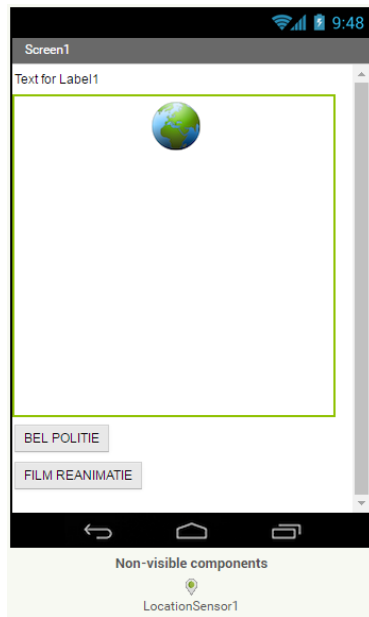 9:48
Screen1
Text for Label1
BEL POLITIE
FILM REANIMATIE
Non-visible components
LocationSensor1